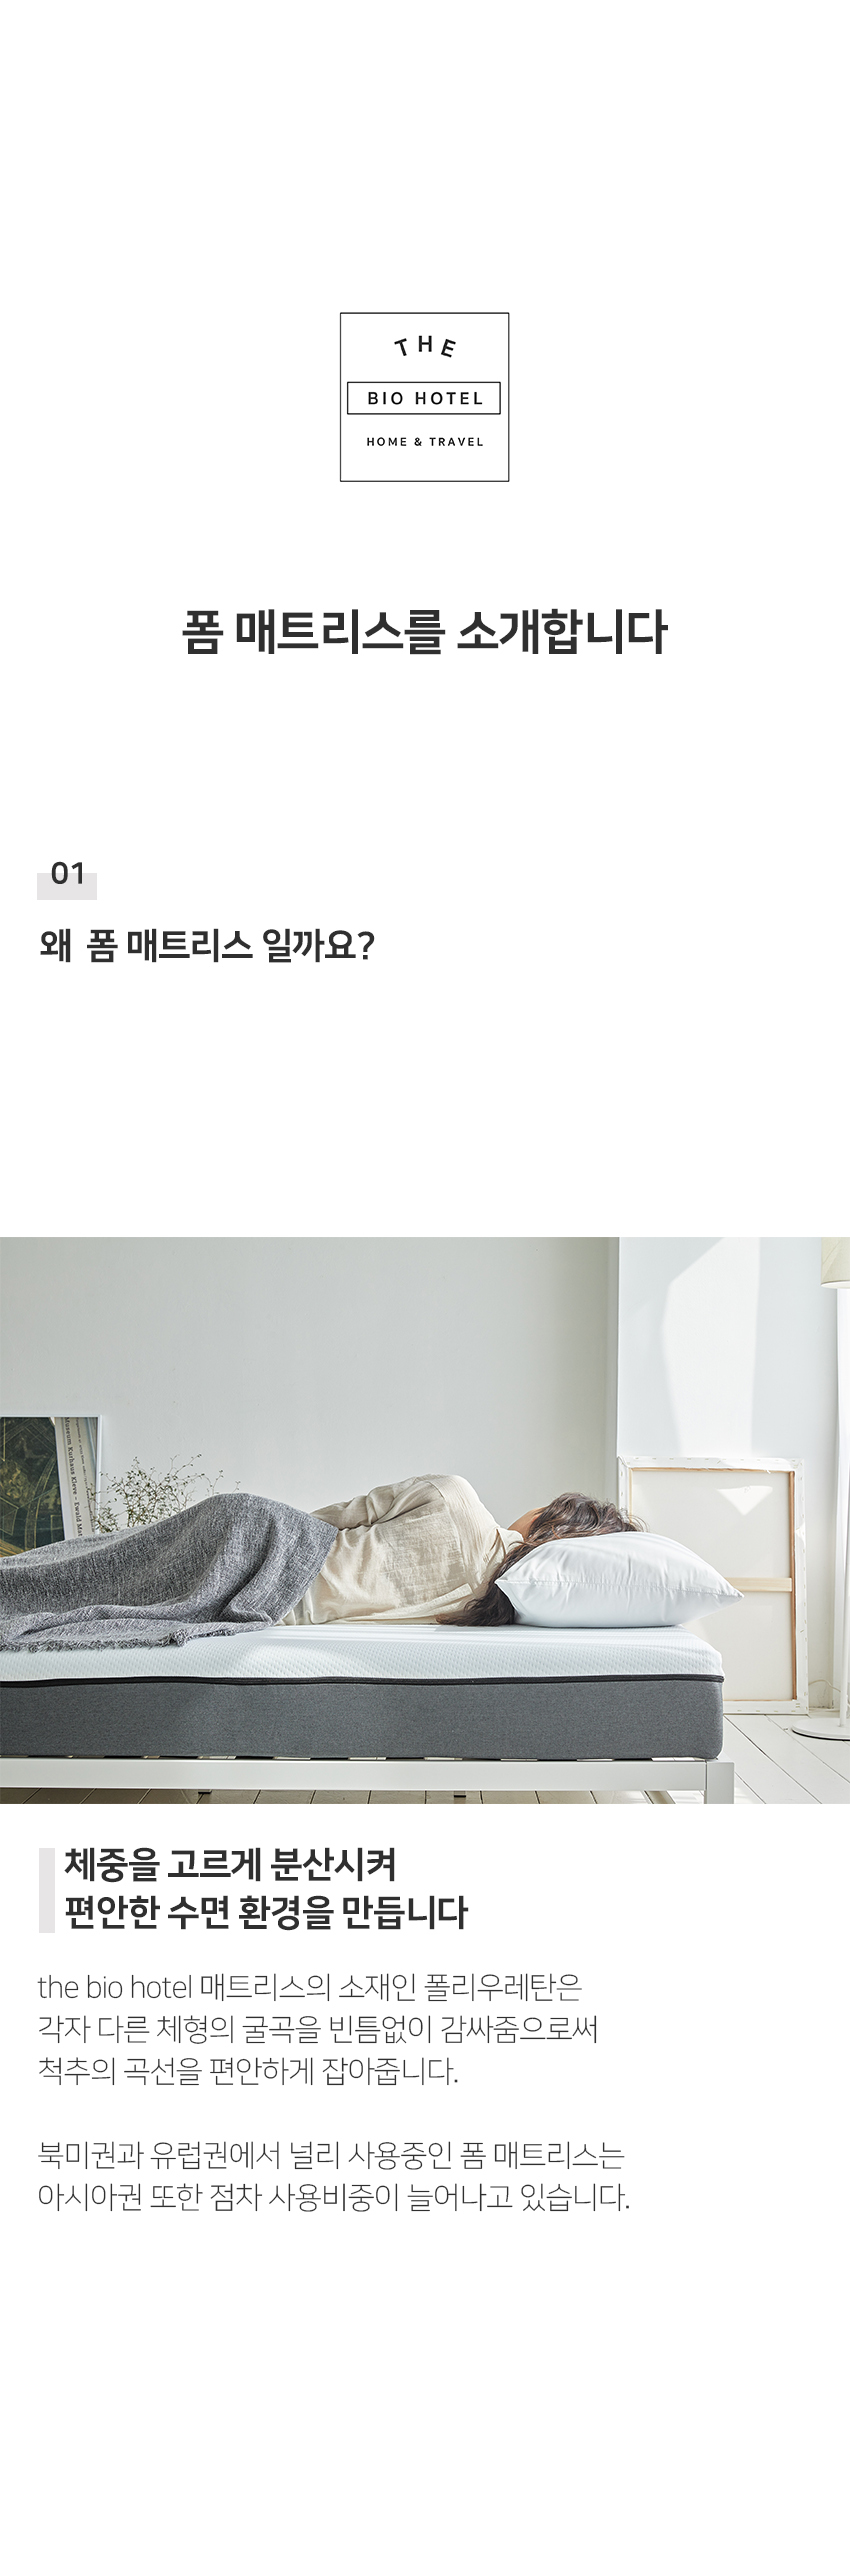 THE
BIO HOTEL
HOME & TRAVEL
폼 매트리스를 소개합니다
01
왜 폼 매트리스 일까요?
Museum Kurhaus Kleve - Ewald Mat
체중을 고르게 분산시켜
편안한 수면 환경을 만듭니다
the bio hotel 매트리스의 소재인 폴리우레탄은
각자 다른 체형의 굴곡을 빈틈없이 감싸줌으로써
척추의 곡선을 편안하게 잡아줍니다.
북미권과 유럽권에서 널리 사용중인 폼 매트리스는
아시아권 또한 점차 사용비중이 늘어나고 있습니다.